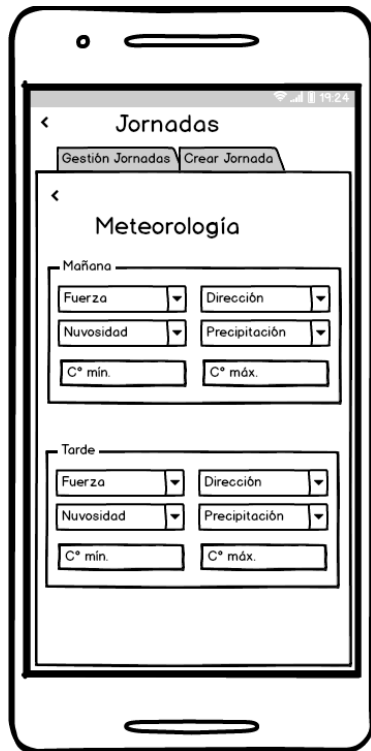 19:24
Jornadas
Gestión Jornadas Crear Jornada
Meteorología
Mañana
Fuerza Dirección
Nuvosidad Precipitación
C° mín. C° máx.
Tarde
Fuerza Dirección
Nuvosidad Precipitación
C° mín. C° máx.